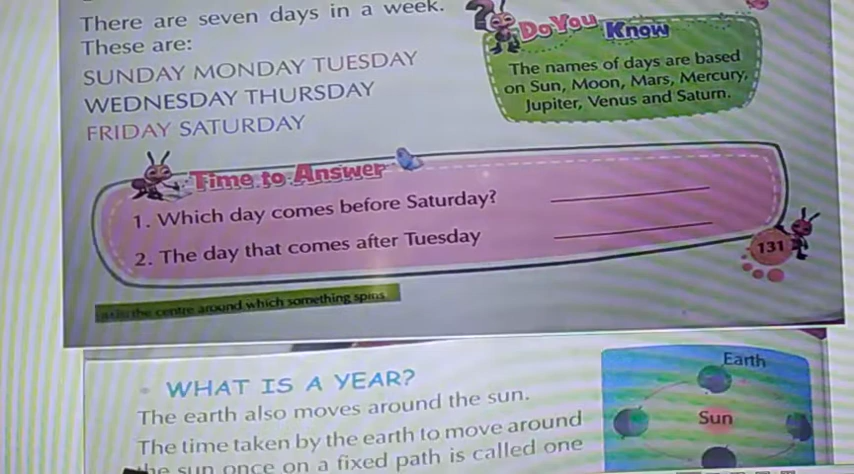 There are seven days in a week.
These are:
SUNDAY MONDAY TUESDAY
WEDNESDAY THURSDAY
FRIDAY SATURDAY
Do You Know
The names of days are based
on Sun, Moon, Mars, Mercury,
Jupiter, Venus and Saturn.
Time to Answer
1. Which day comes before Saturday?
2. The day that comes after Tuesday
131
the centre around which something spins
WHAT IS A YEAR?
The earth also moves around the sun.
The time taken by the earth to move around
the sun once on a fixed path is called one
Earth
Sun